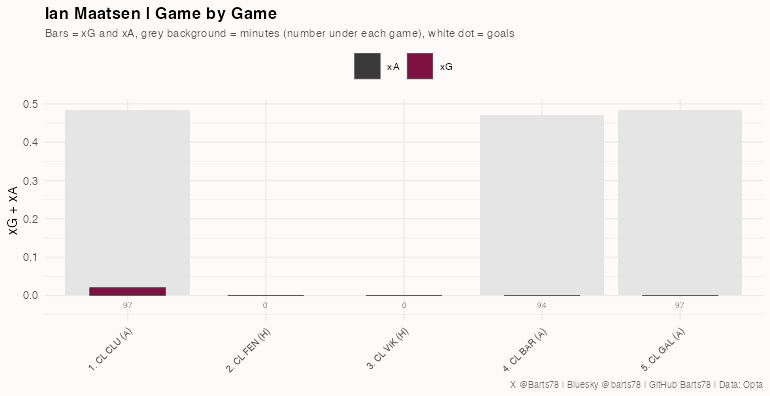 Ian Maatsen | Game by Game
Bars = xG and xA, grey background = minutes (number under each game), white dot = goals
xA xG
xG + xA
0.5
0.4
0.3
0.2
0.1
0.0
97 0 0 94 97
1. CL CLU (A) 2. CL FEN (H) 3. CL VIK (H) 4. CL BAR (A) 5. CL GAL (A)
X @Barts78 | Bluesky @barts78 | GitHub Barts78 | Data: Opta